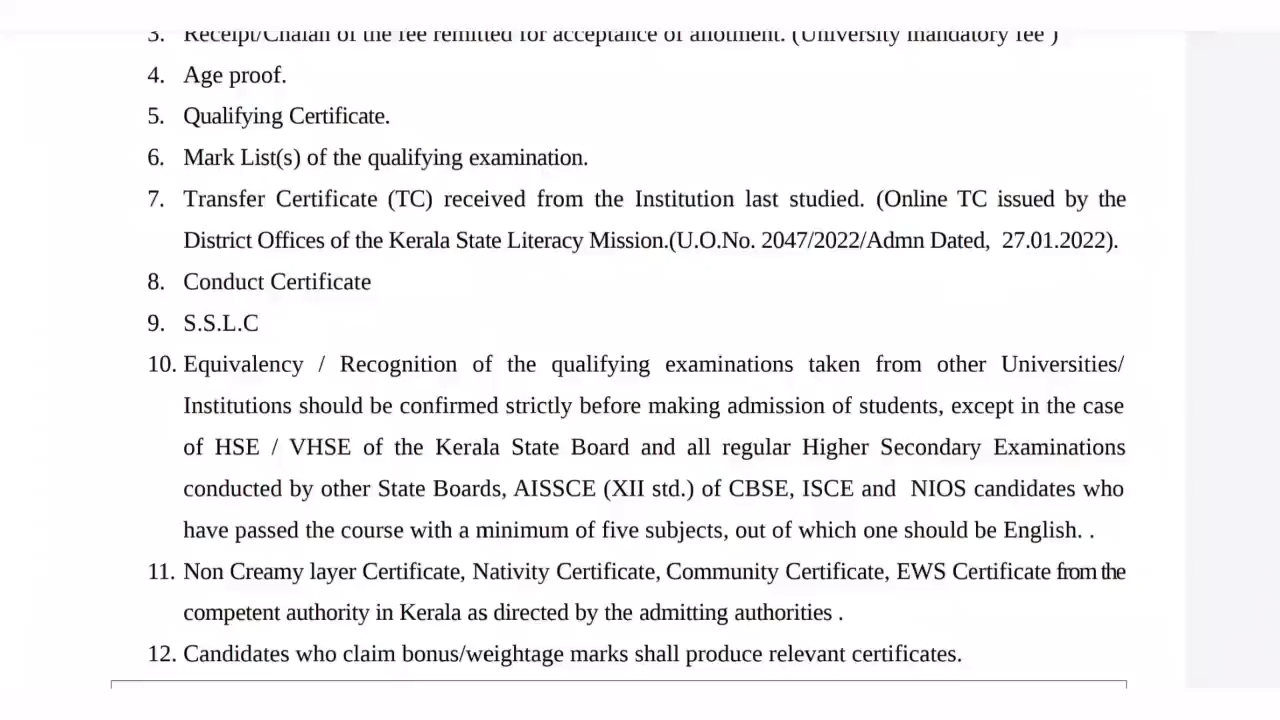 3. Receipt/Chalan of the fee remitted for acceptance of allotment. (University mandatory fee )
4. Age proof.
5. Qualifying Certificate.
6. Mark List(s) of the qualifying examination.
7. Transfer Certificate (TC) received from the Institution last studied. (Online TC issued by the
District Offices of the Kerala State Literacy Mission.(U.O.No. 2047/2022/Admn Dated, 27.01.2022).
8. Conduct Certificate
9. S.S.L.C
10. Equivalency / Recognition of the qualifying examinations taken from other Universities/
Institutions should be confirmed strictly before making admission of students, except in the case
of HSE / VHSE of the Kerala State Board and all regular Higher Secondary Examinations
conducted by other State Boards, AISSCE (XII std.) of CBSE, ISCE and NIOS candidates who
have passed the course with a minimum of five subjects, out of which one should be English. .
11. Non Creamy layer Certificate, Nativity Certificate, Community Certificate, EWS Certificate from the
competent authority in Kerala as directed by the admitting authorities .
12. Candidates who claim bonus/weightage marks shall produce relevant certificates.